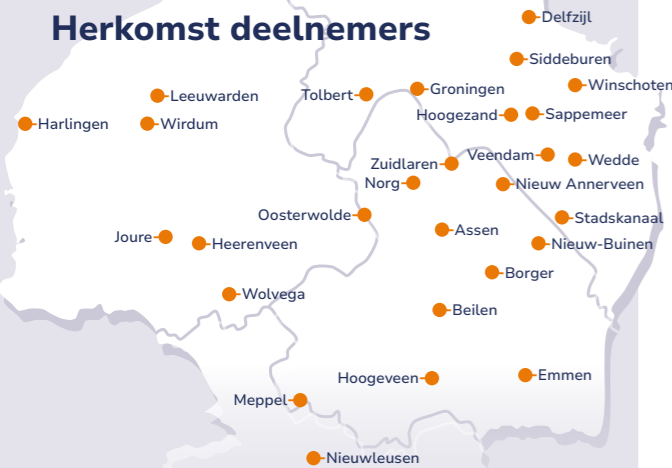 Herkomst deelnemers
Delfzijl
Siddeburen
Winschoten
Leeuwarden
Tolbert
Groningen
Hoogezand
Sappemeer
Harlingen
Wirdum
Zuidlaren
Veendam
Wedde
Norg
Nieuw Annerveen
Oosterwolde
Stadskanaal
Joure
Heerenveen
Assen
Nieuw-Buinen
Borger
Wolvega
Beilen
Hoogeveen
Emmen
Meppel
Nieuwleusen